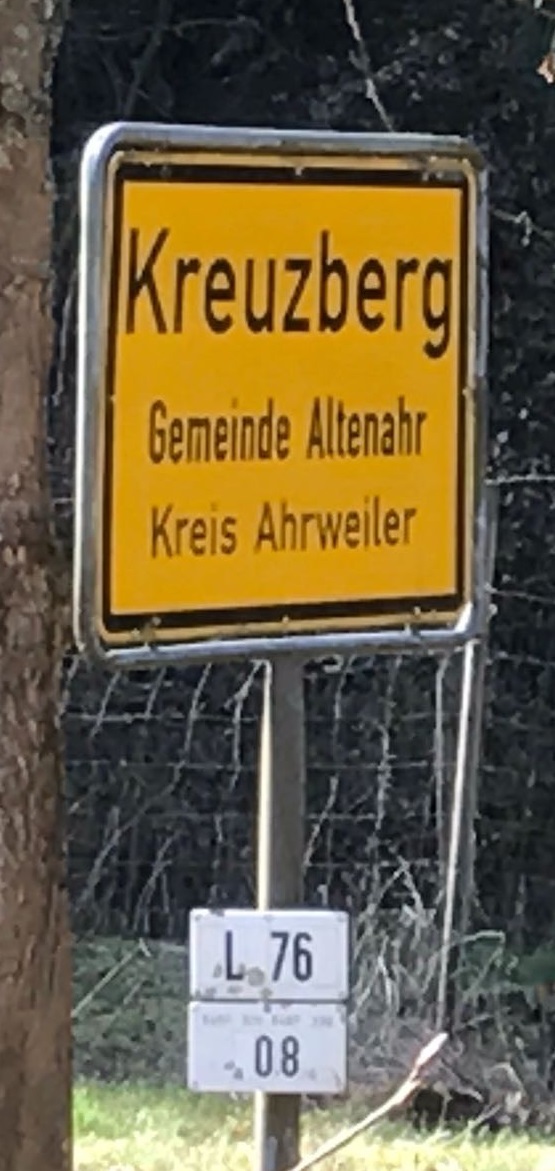 Kreuzberg
Gemeinde Altenahr
Kreis Ahrweiler
L 76
08